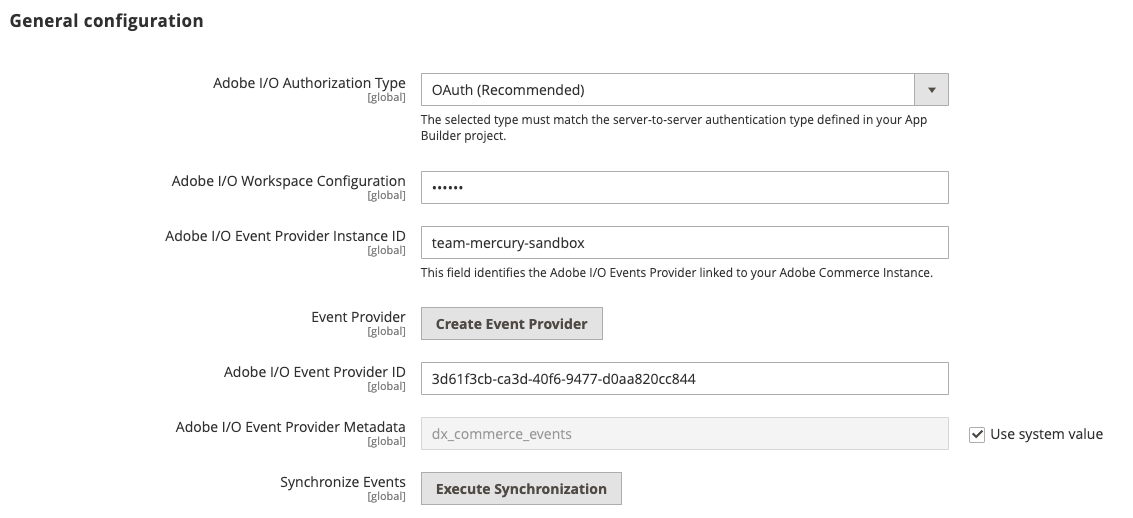 General configuration
Adobe I/O Authorization Type
[global]
OAuth (Recommended)
The selected type must match the server-to-server authentication type defined in your App
Builder project.
Adobe I/O Workspace Configuration
[global]
••••••
Adobe I/O Event Provider Instance ID
[global]
team-mercury-sandbox
This field identifies the Adobe I/O Events Provider linked to your Adobe Commerce Instance.
Event Provider
[global]
Create Event Provider
Adobe I/O Event Provider ID
[global]
3d61f3cb-ca3d-40f6-9477-d0aa820cc844
Adobe I/O Event Provider Metadata
[global]
dx_commerce_events
Use system value
Synchronize Events
[global]
Execute Synchronization